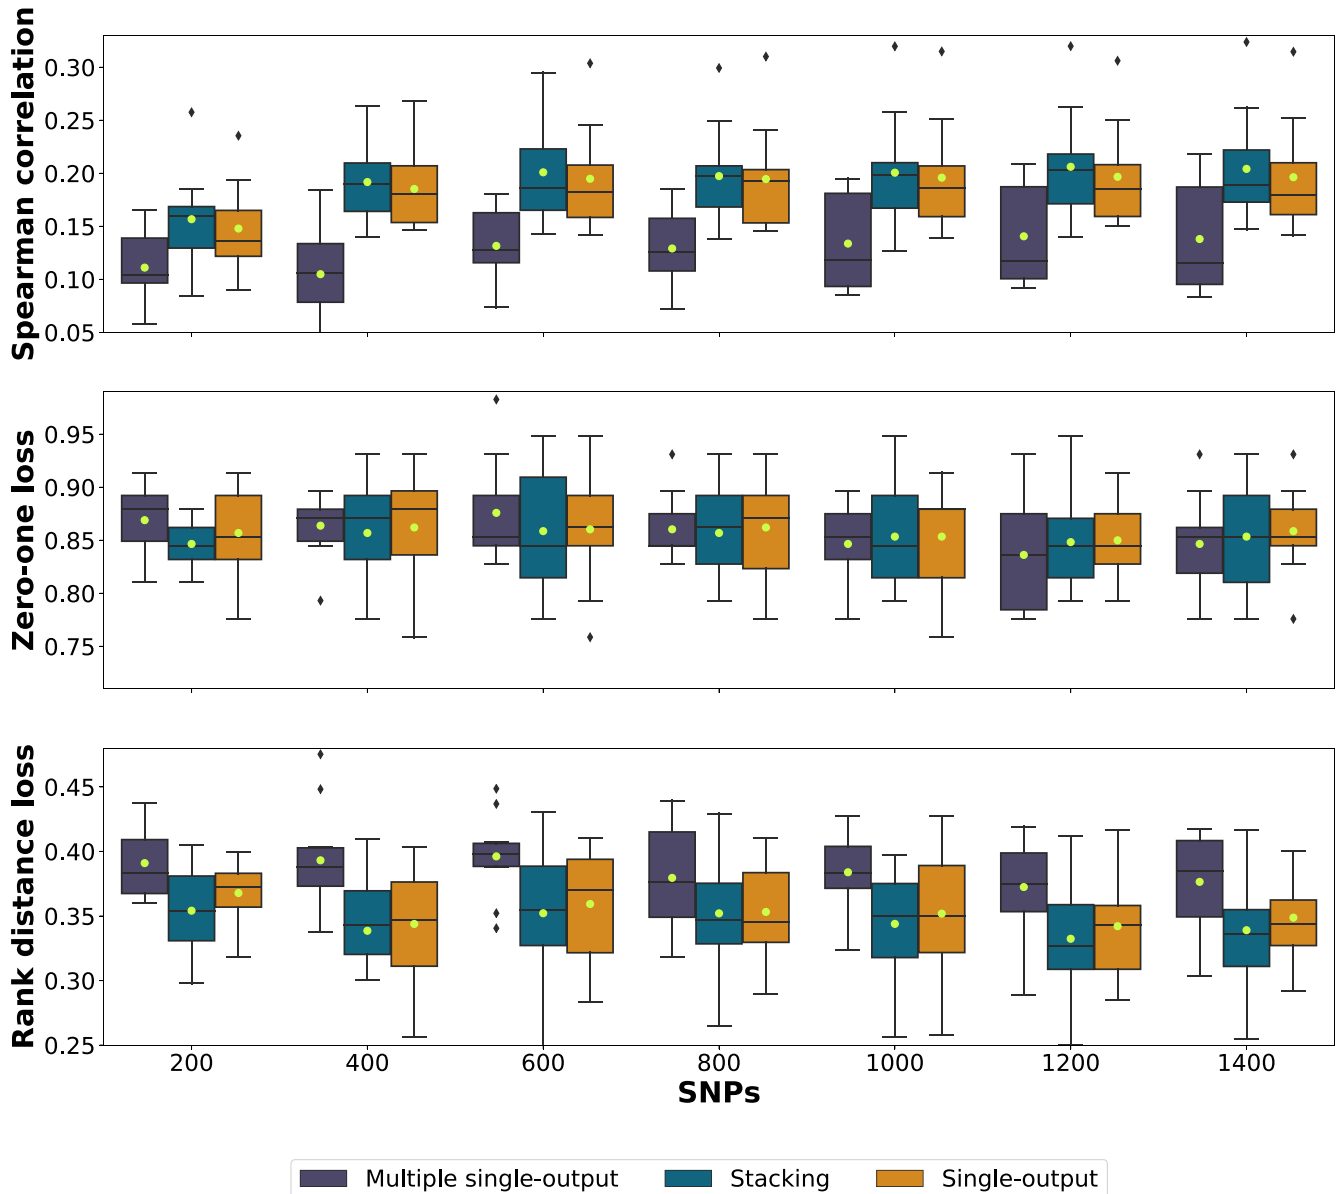 Spearman correlation
0.30
0.25
0.20
0.15
0.10
0.05
Zero-one loss
0.95
0.90
0.85
0.80
0.75
Rank distance loss
0.45
0.40
0.35
0.30
0.25
200 400 600 800 1000 1200 1400
SNPs
Multiple single-output Stacking Single-output